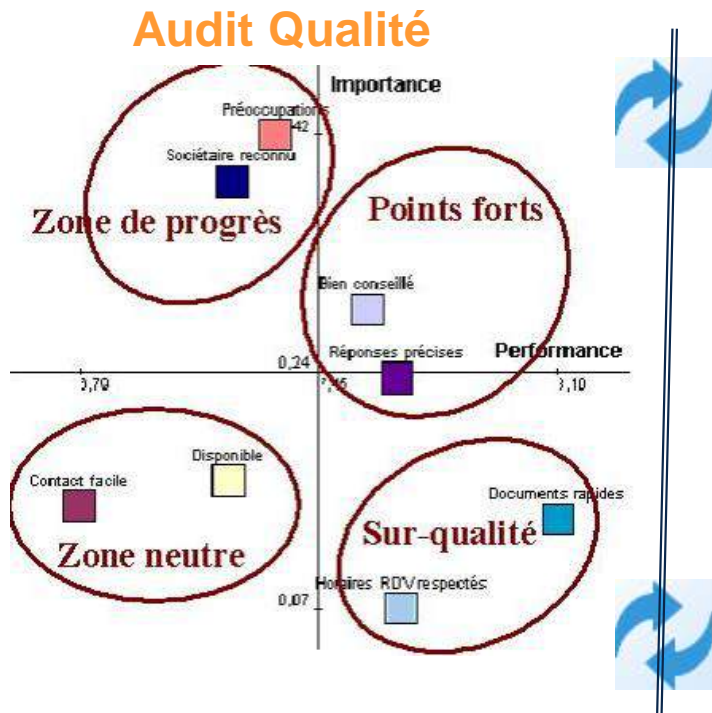 Audit Qualité
Importance
Préoccupations
42
Sociétaire reconnu
Zone de progrès
Points forts
Bien conseillé
Réponses précises
Performance
0,24
Disponible
Contact facile
Documents rapides
Zone neutre
Sur-qualité
Horaires RDV respectés
0,07